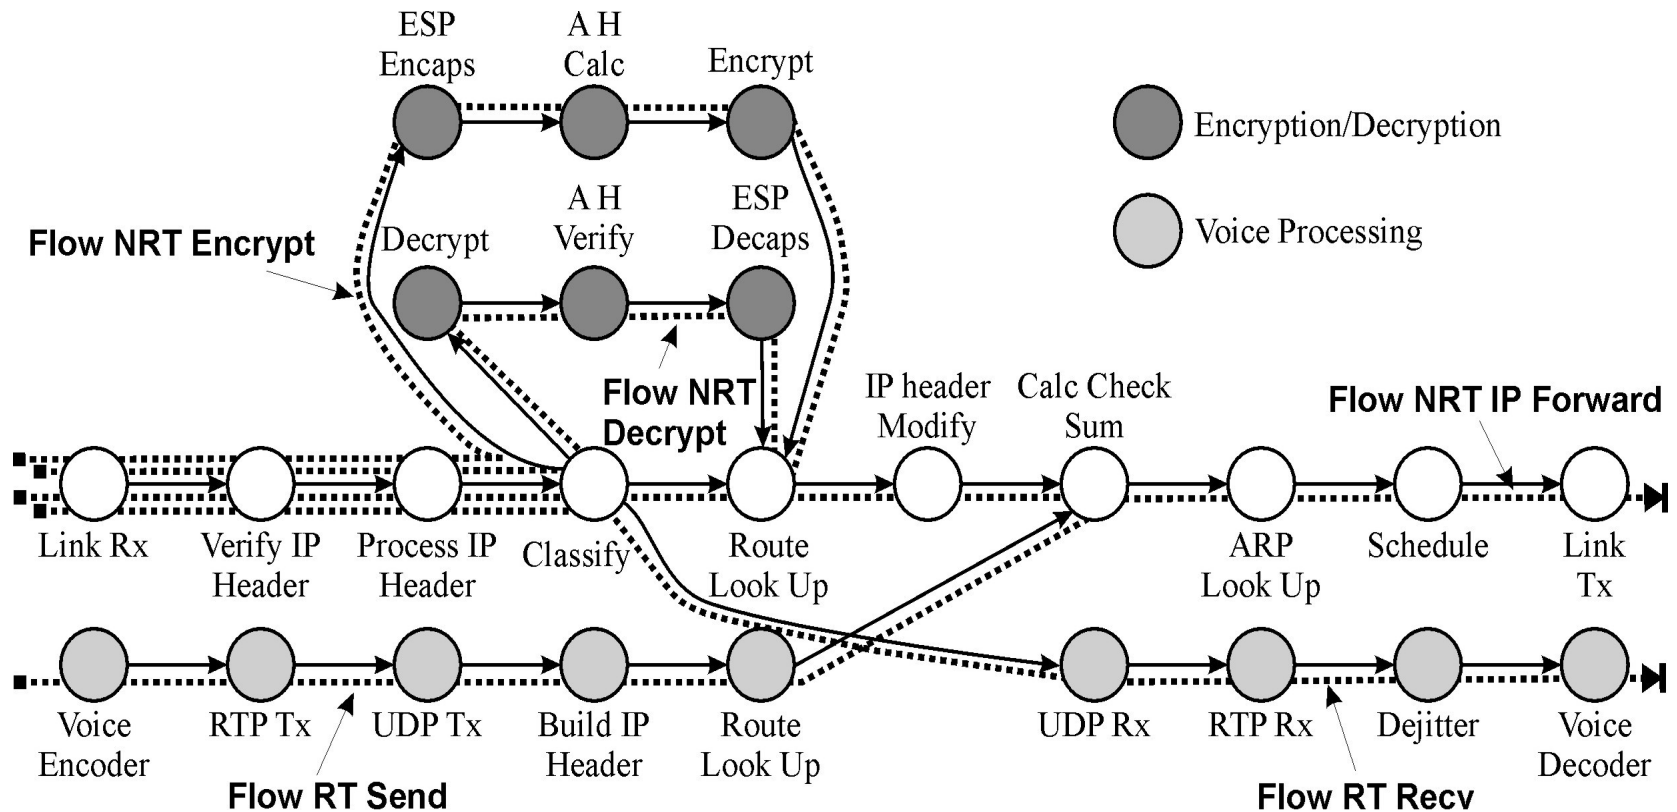 ESP
Encaps
A H
Calc
Encrypt
Encryption/Decryption
Voice Processing
Flow NRT Encrypt
Decrypt
A H
Verify
ESP
Decaps
Flow NRT
Decrypt
IP header
Modify
Calc Check
Sum
Flow NRT IP Forward
Link Rx
Verify IP
Header
Process IP
Header
Classify
Route
Look Up
ARP
Look Up
Schedule
Link
Tx
Voice
Encoder
RTP Tx
UDP Tx
Build IP
Header
Route
Look Up
UDP Rx
RTP Rx
Dejitter
Voice
Decoder
Flow RT Send
Flow RT Recv